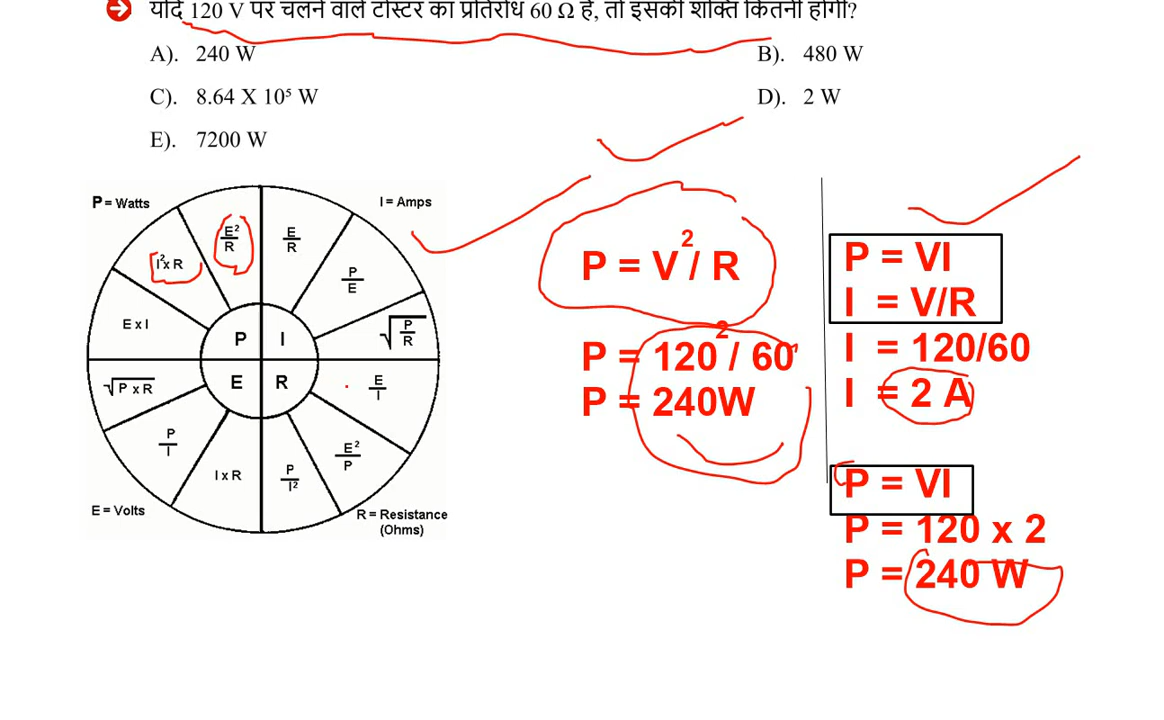 यदि 120 V पर चलने वाले टोस्टर का प्रतिरोध 60 Ω है, तो इसकी शक्ति कितनी होगी?
A). 240 W
B). 480 W
C). 8.64 X 10⁵ W
D). 2 W
E). 7200 W
P = Watts
I = Amps
E²/R
E/R
I² x R
P/E
E x I
√(P/R)
P I
E R
√(P x R)
E/I
P/I
E²/P
I x R
P/I²
E = Volts
R = Resistance
(Ohms)
P = V²/ R
P = 120²/ 60
P = 240W
P = VI
I = V/R
I = 120/60
I = 2 A
P = VI
P = 120 x 2
P = 240 W